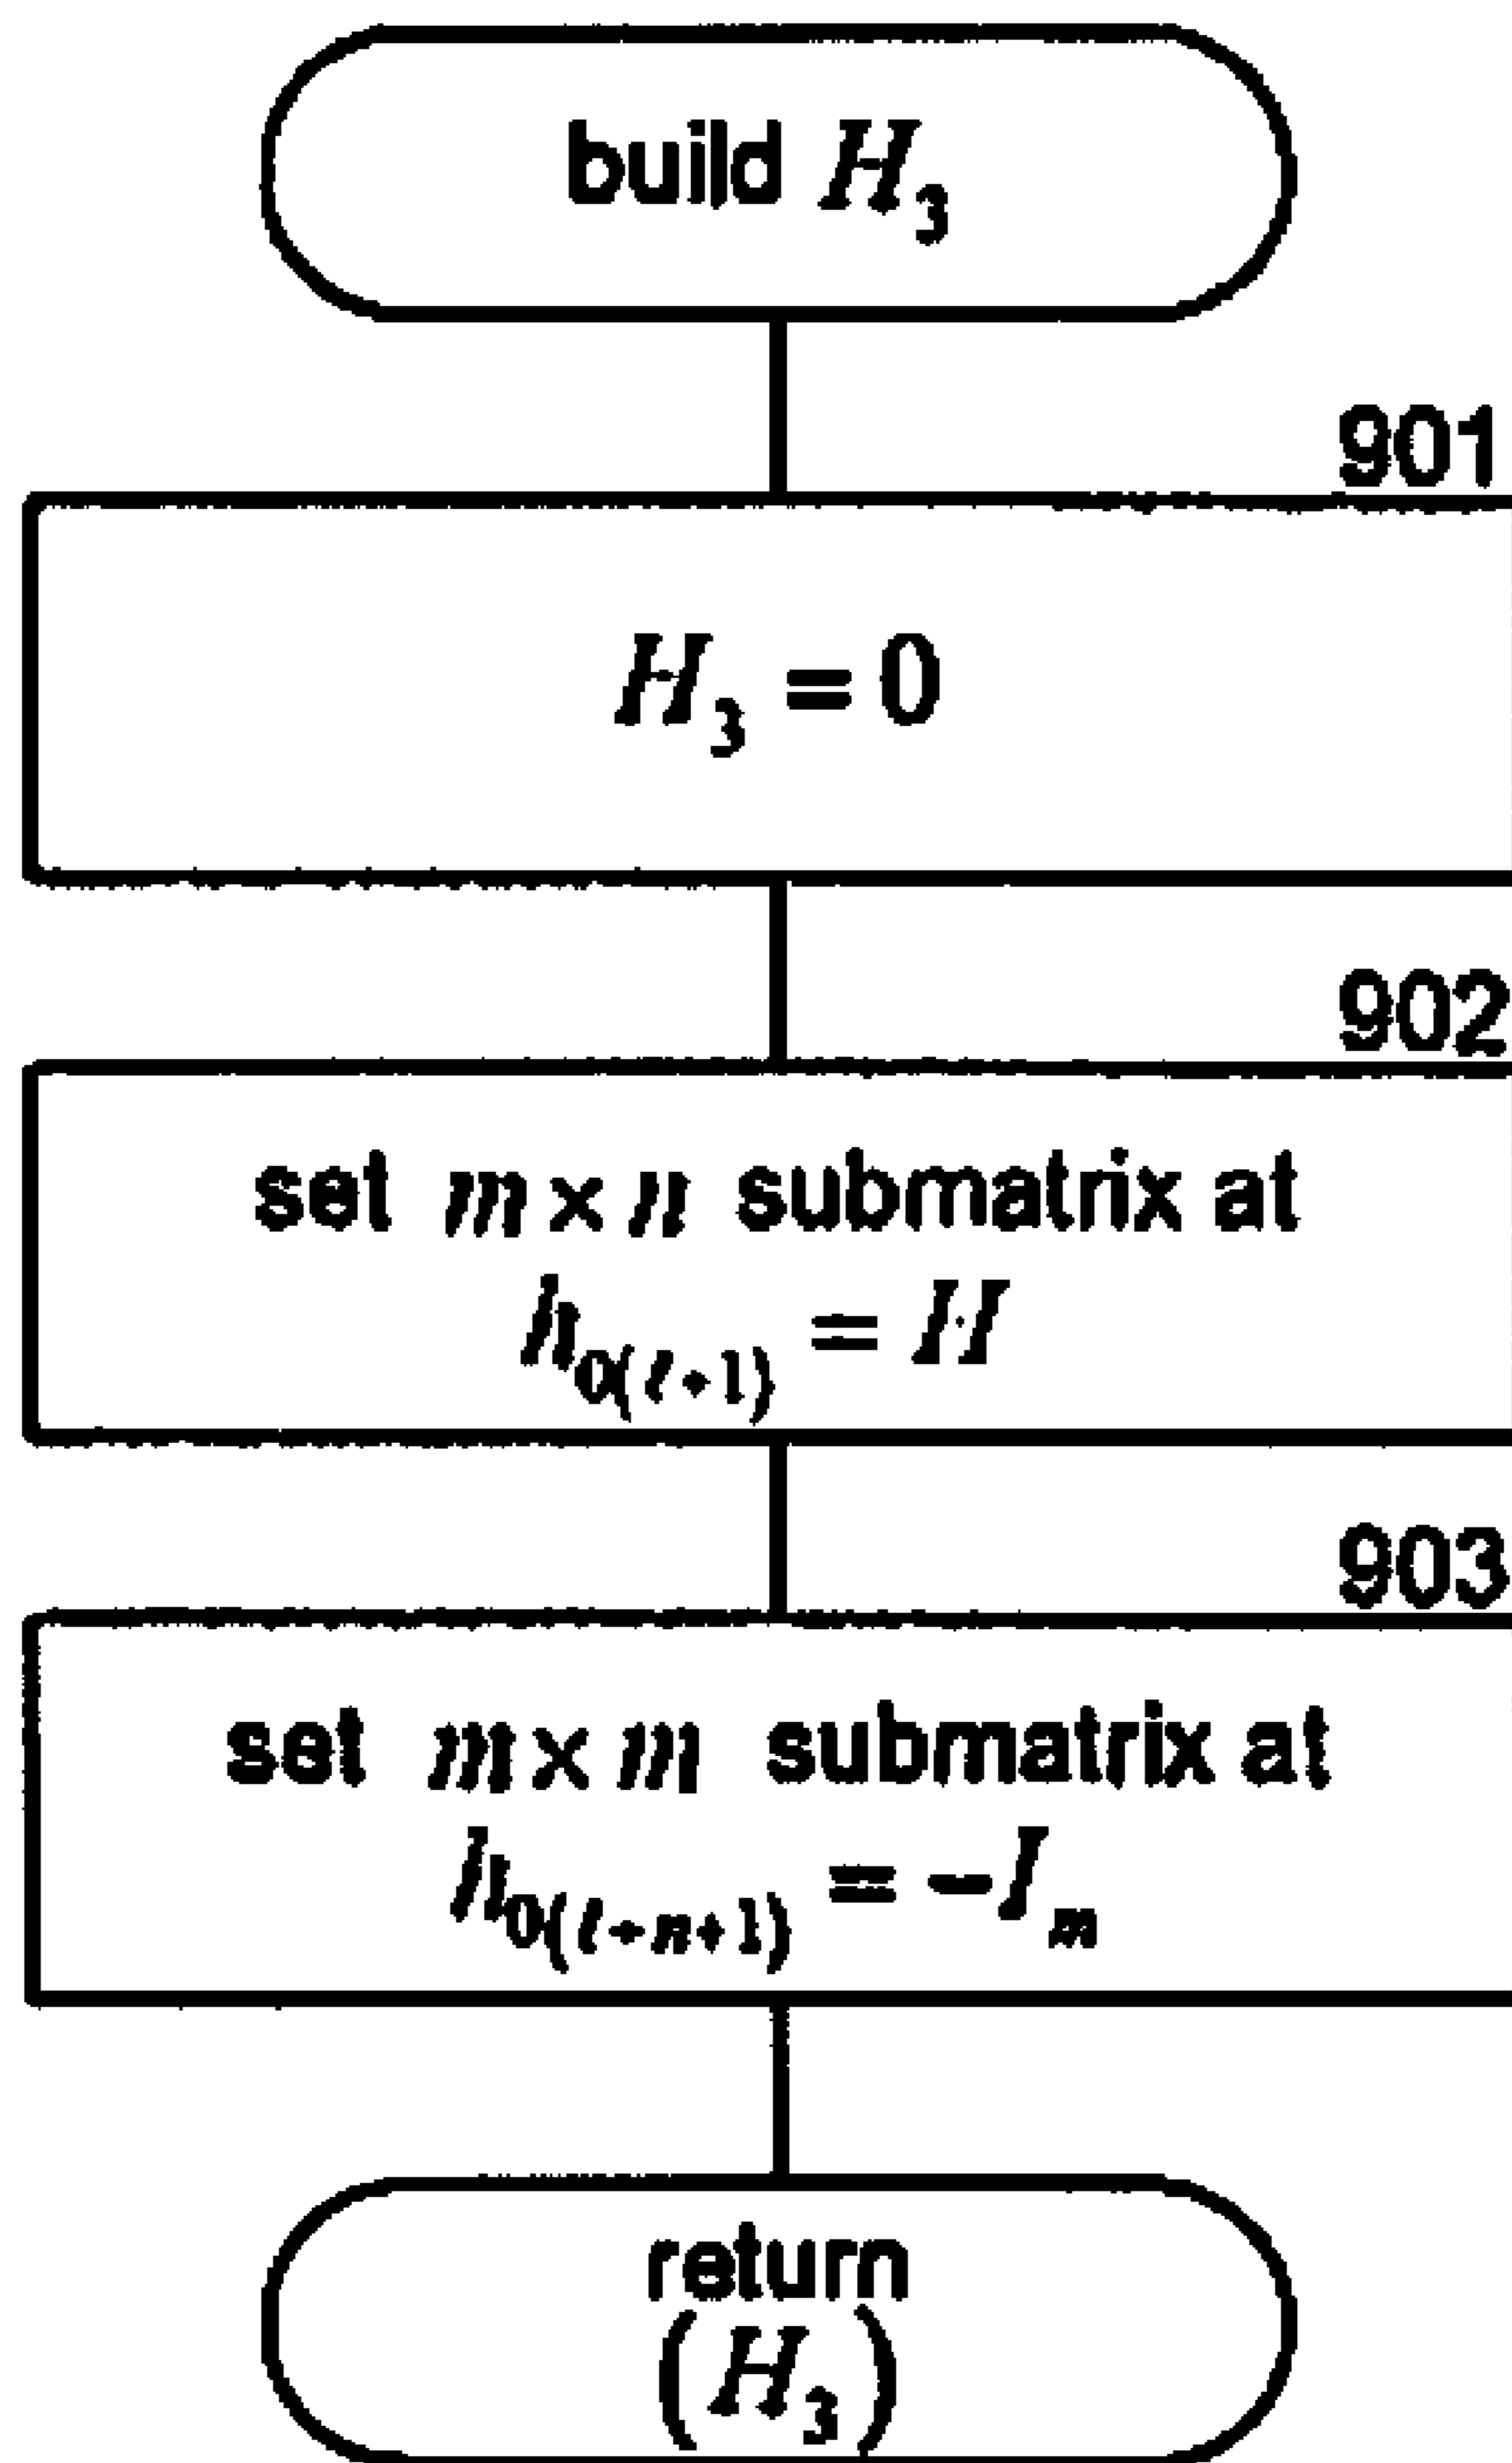 build H₃
901
H₃ = 0
902
set m x n submatrix at
h₀₍ₗ₊₁₎ = H
903
set m x m submatrix at
h₀₍ₗ₊ₙ₊₁₎ = -Iₘ
return
(H₃)